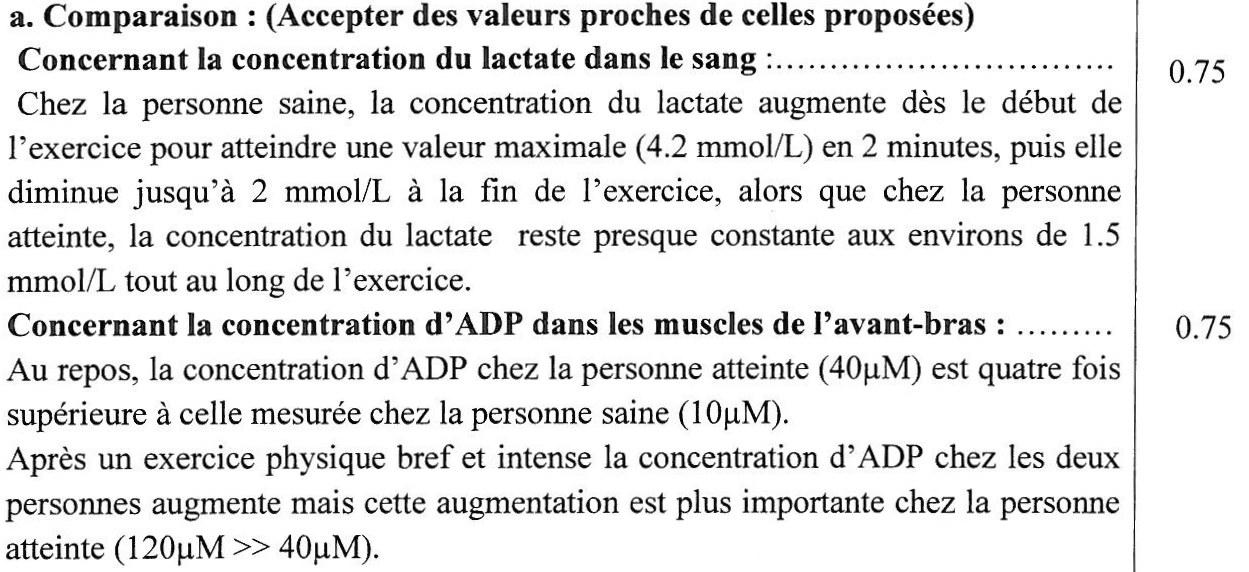 a. Comparaison : (Accepter des valeurs proches de celles proposées)
Concernant la concentration du lactate dans le sang :................................ 0.75
Chez la personne saine, la concentration du lactate augmente dès le début de
l'exercice pour atteindre une valeur maximale (4.2 mmol/L) en 2 minutes, puis elle
diminue jusqu'à 2 mmol/L à la fin de l'exercice, alors que chez la personne
atteinte, la concentration du lactate reste presque constante aux environs de 1.5
mmol/L tout au long de l'exercice.
Concernant la concentration d'ADP dans les muscles de l'avant-bras : ......... 0.75
Au repos, la concentration d'ADP chez la personne atteinte (40µM) est quatre fois
supérieure à celle mesurée chez la personne saine (10µM).
Après un exercice physique bref et intense la concentration d'ADP chez les deux
personnes augmente mais cette augmentation est plus importante chez la personne
atteinte (120µM >> 40µM).